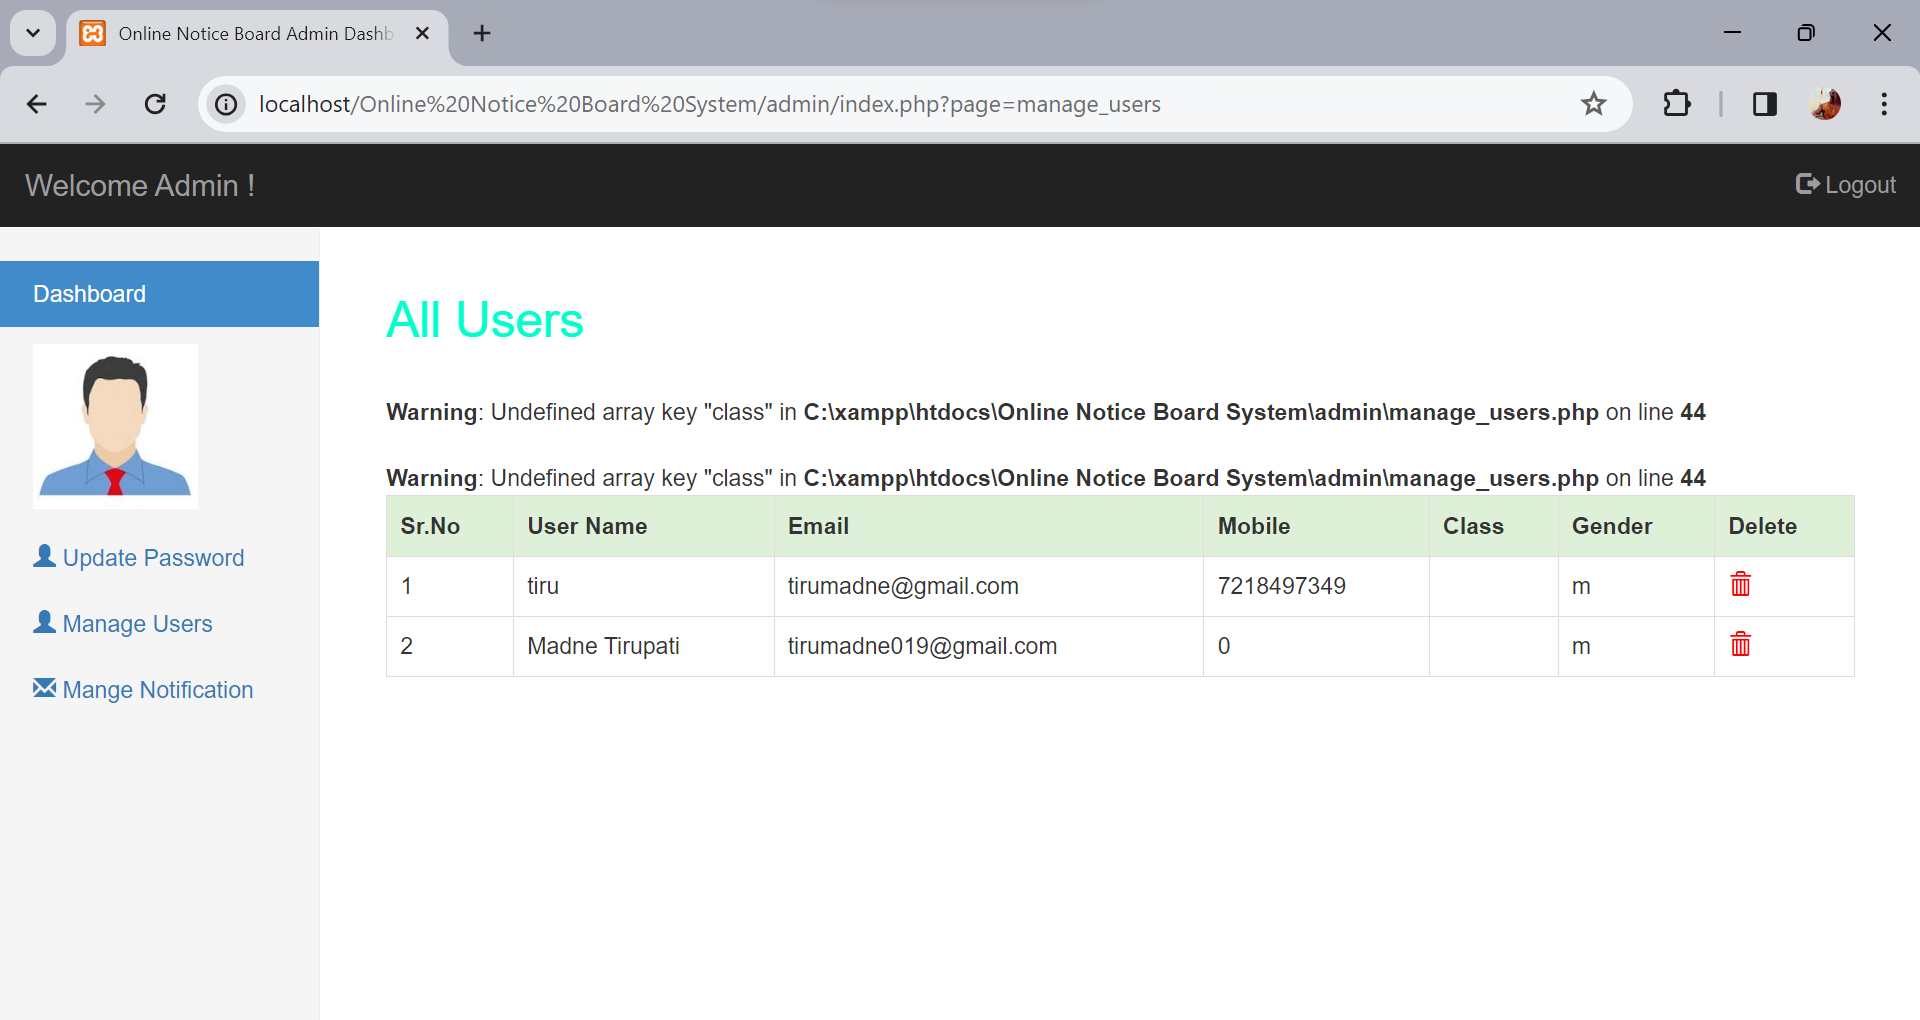 Online Notice Board Admin Dashb
localhost/Online%20Notice%20Board%20System/admin/index.php?page=manage_users
Welcome Admin !
Logout
Dashboard
Update Password
Manage Users
Mange Notification
All Users
Warning: Undefined array key "class" in C:\xampp\htdocs\Online Notice Board System\admin\manage_users.php on line 44
Warning: Undefined array key "class" in C:\xampp\htdocs\Online Notice Board System\admin\manage_users.php on line 44
Sr.No User Name Email Mobile Class Gender Delete
1 tiru tirumadne@gmail.com 7218497349 m
2 Madne Tirupati tirumadne019@gmail.com 0 m